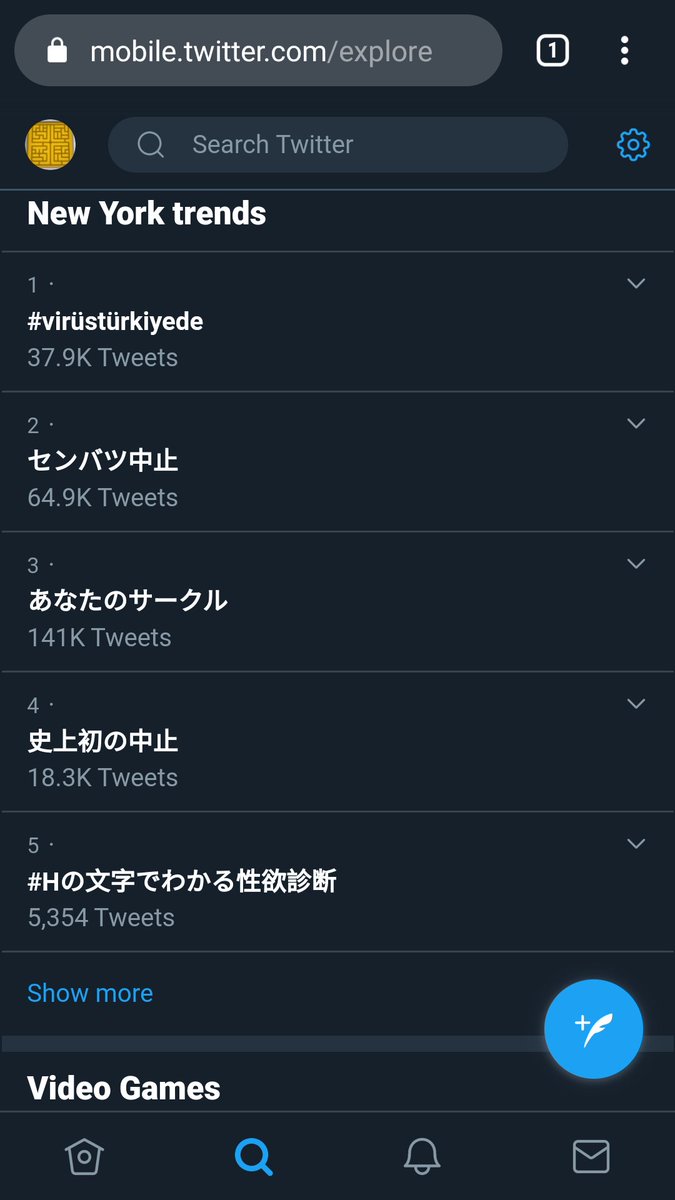 mobile.twitter.com/explore
1
Search Twitter
New York trends
1 ·
#virüstürkiyede
37.9K Tweets
2 ·
センバツ中止
64.9K Tweets
3 ·
あなたのサークル
141K Tweets
4 ·
史上初の中止
18.3K Tweets
5 ·
#Hの文字でわかる性欲診断
5,354 Tweets
Show more
Video Games